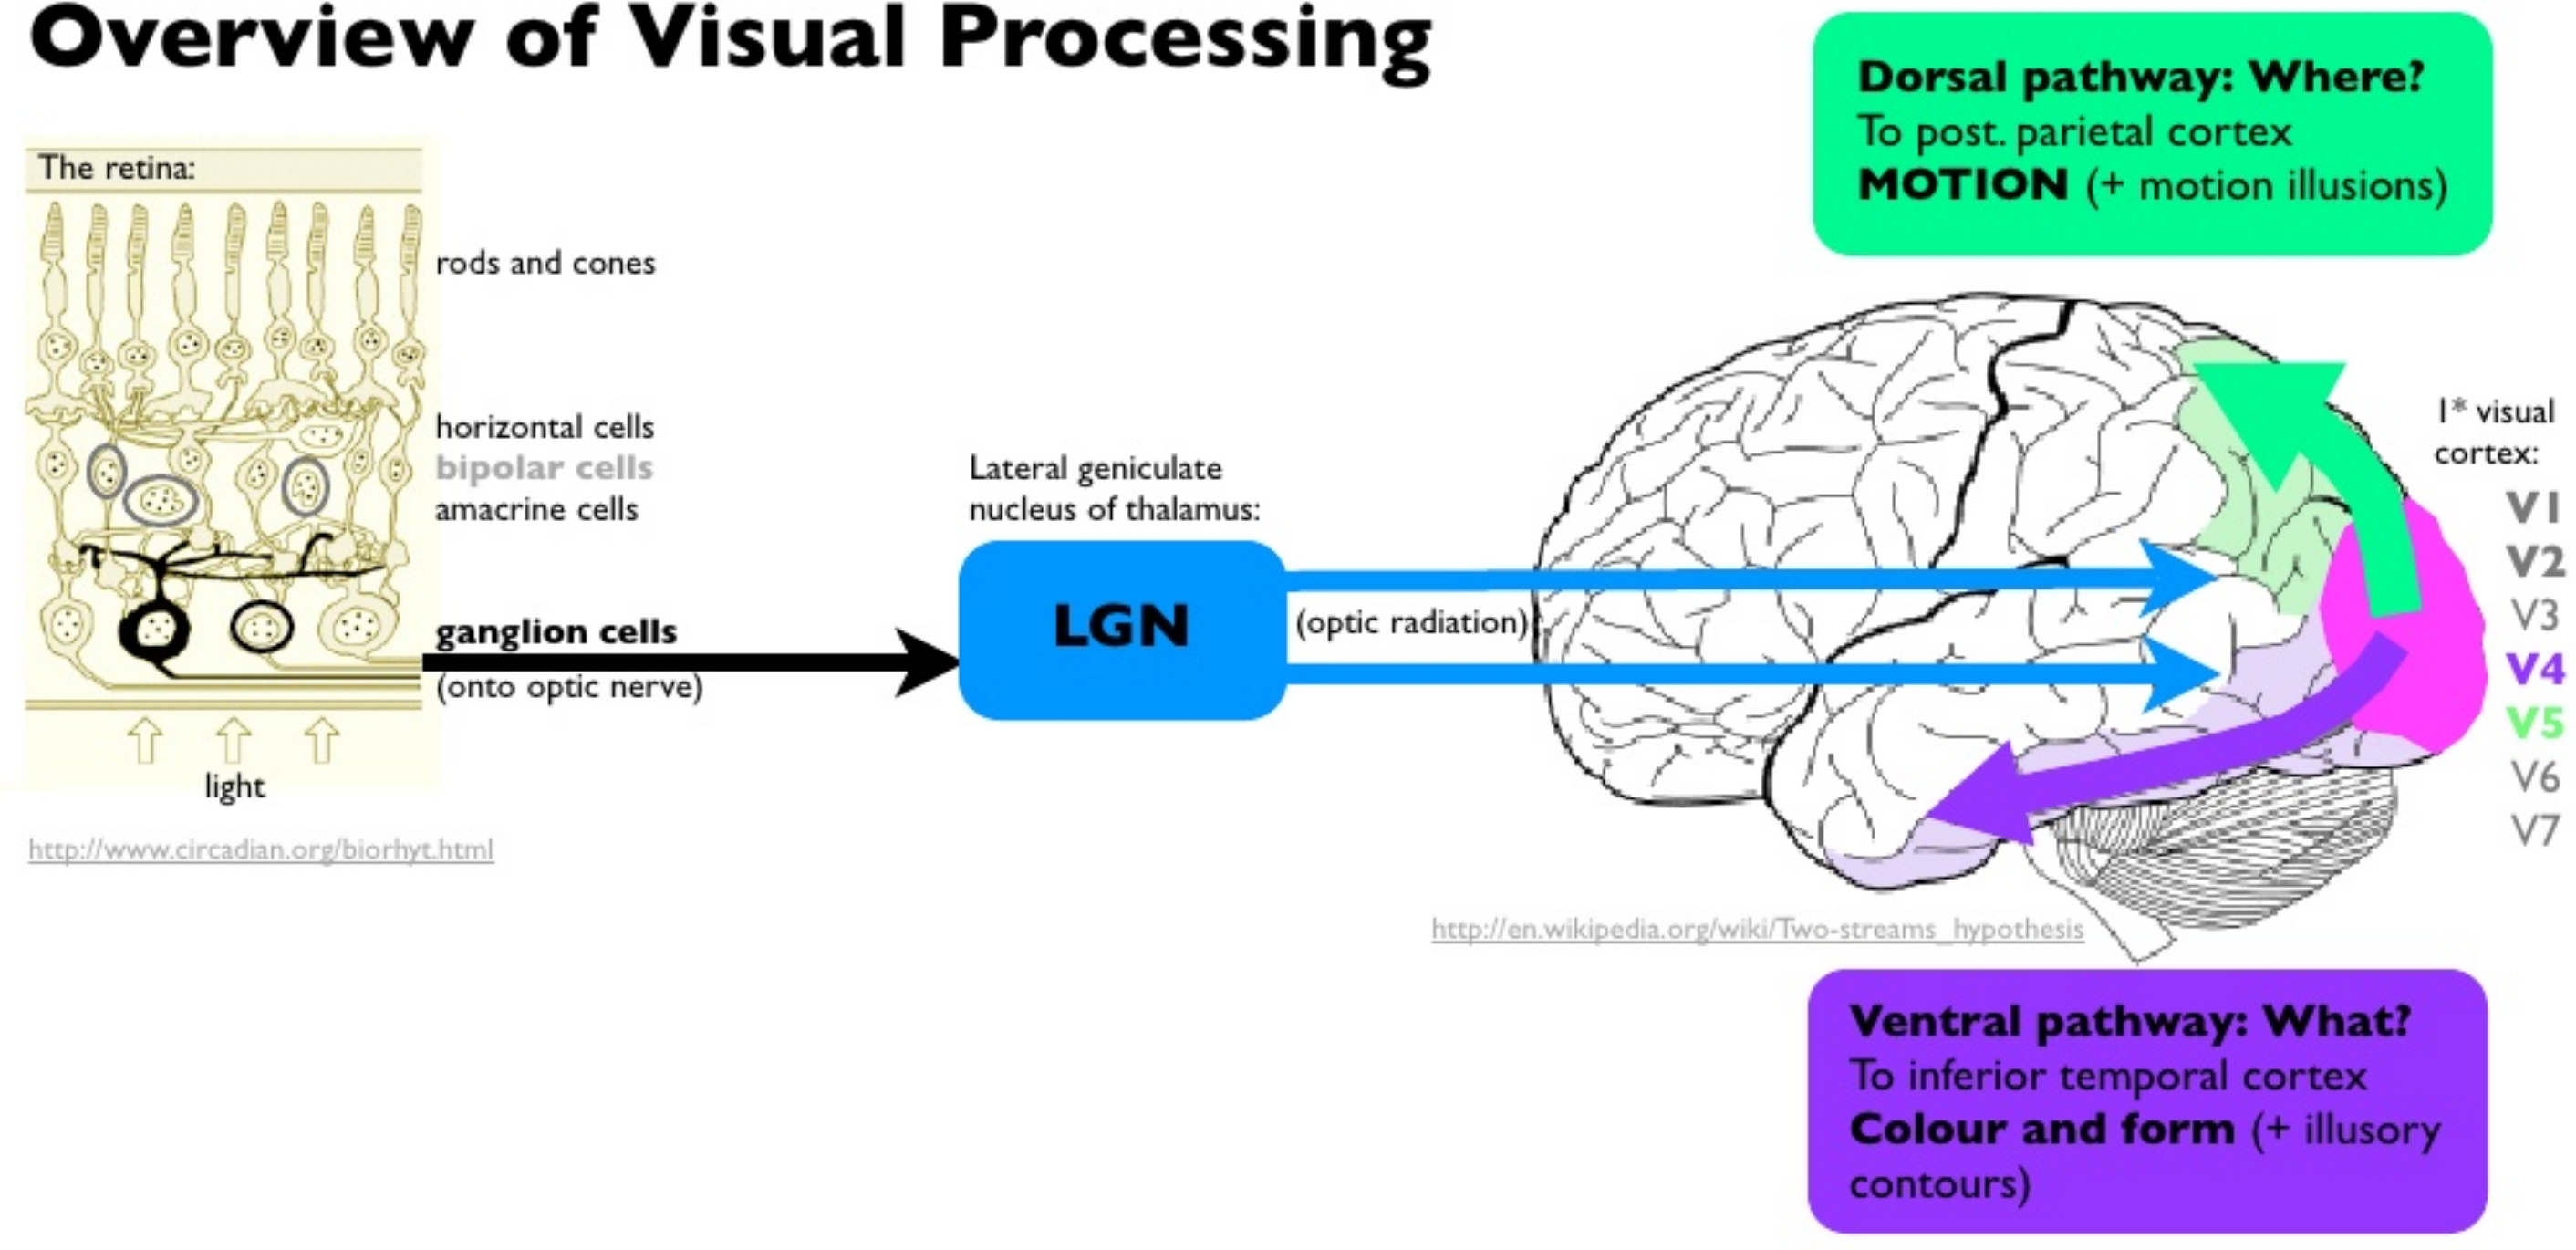 Overview of Visual Processing
The retina:
rods and cones
horizontal cells
bipolar cells
amacrine cells
ganglion cells
(onto optic nerve)
light
http://www.circadian.org/biorhyt.html
Lateral geniculate
nucleus of thalamus:
LGN
(optic radiation)
Dorsal pathway: Where?
To post. parietal cortex
MOTION (+ motion illusions)
1* visual
cortex:
V1
V2
V3
V4
V5
V6
V7
http://en.wikipedia.org/wiki/Two-streams_hypothesis
Ventral pathway: What?
To inferior temporal cortex
Colour and form (+ illusory
contours)